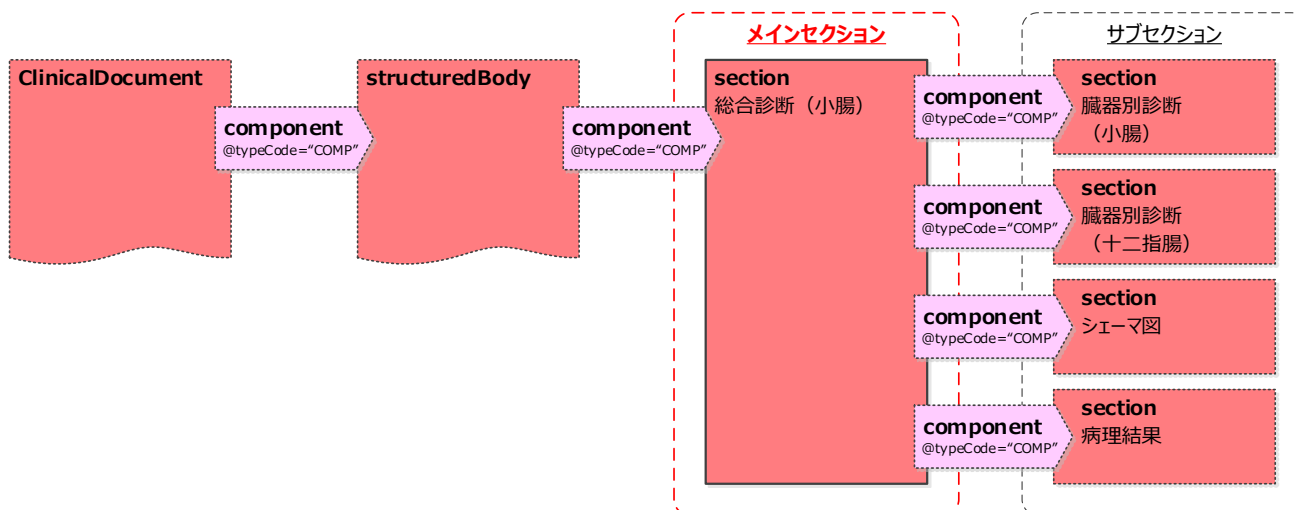 メインセクション
サブセクション
ClinicalDocument
component
@typeCode=“COMP”
structuredBody
component
@typeCode=“COMP”
section
総合診断（小腸）
component
@typeCode=“COMP”
section
臓器別診断
（小腸）
component
@typeCode=“COMP”
section
臓器別診断
（十二指腸）
component
@typeCode=“COMP”
section
シェーマ図
component
@typeCode=“COMP”
section
病理結果